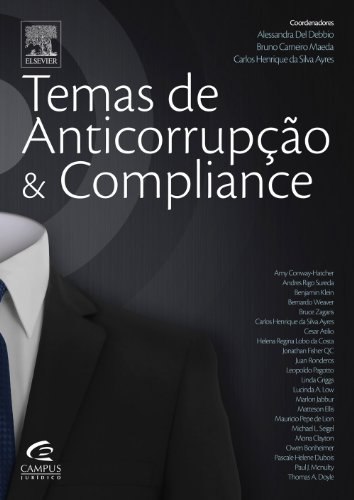 ELSEVIER
Coordenadores
Alessandra Del Debbio
Bruno Carneiro Maeda
Carlos Henrique da Silva Ayres
Temas de
Anticorrupção
& Compliance
Amy Conway-Hatcher
Andres Rigo Sureda
Benjamin Klein
Bernardo Weaver
Bruce Zagaris
Carlos Henrique da Silva Ayres
Cesar Atilio
Helena Regina Lobo da Costa
Jonathan Fisher QC
Juan Ronderos
Leopoldo Pagotto
Linda Griggs
Lucinda A. Low
Marlon Jabbur
Matteson Ellis
Mauricio Pepe de Lion
Michael L. Seigel
Mona Clayton
Owen Bonheimer
Pascale Helene Dubois
Paul J. Mcnulty
Thomas A. Doyle
CAMPUS
JURÍDICO